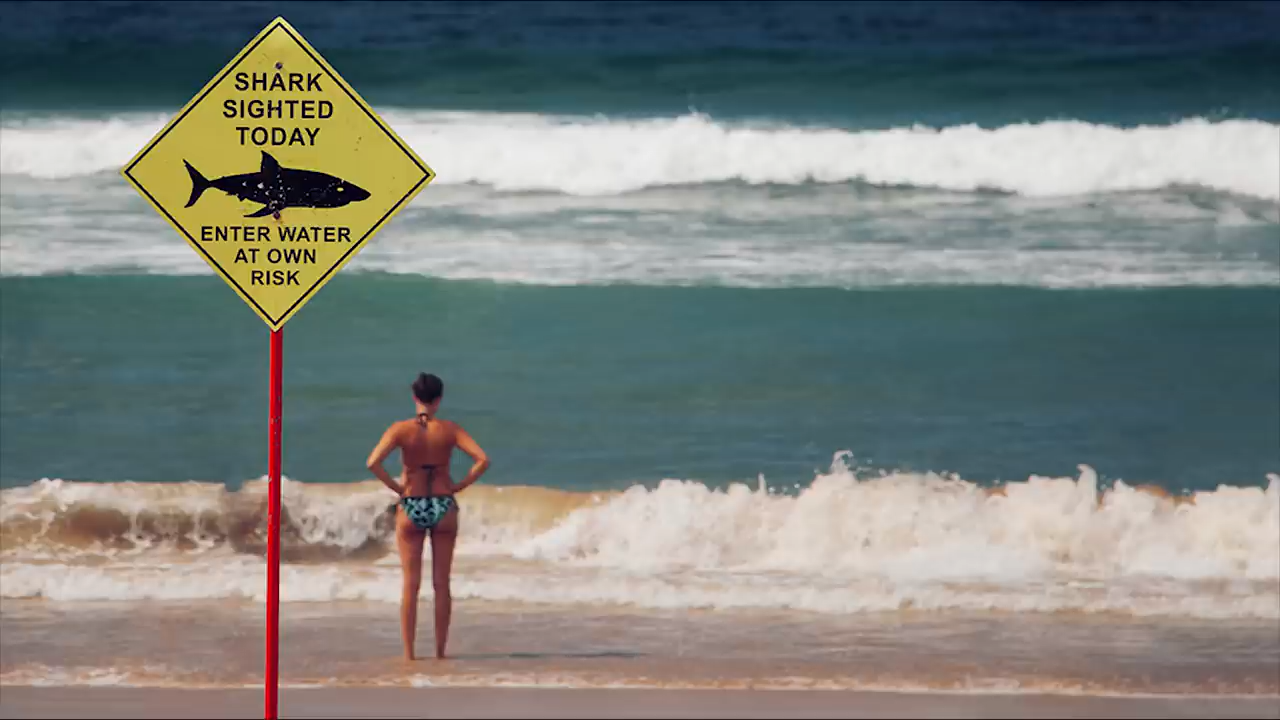 SHARK
SIGHTED
TODAY
ENTER WATER
AT OWN
RISK